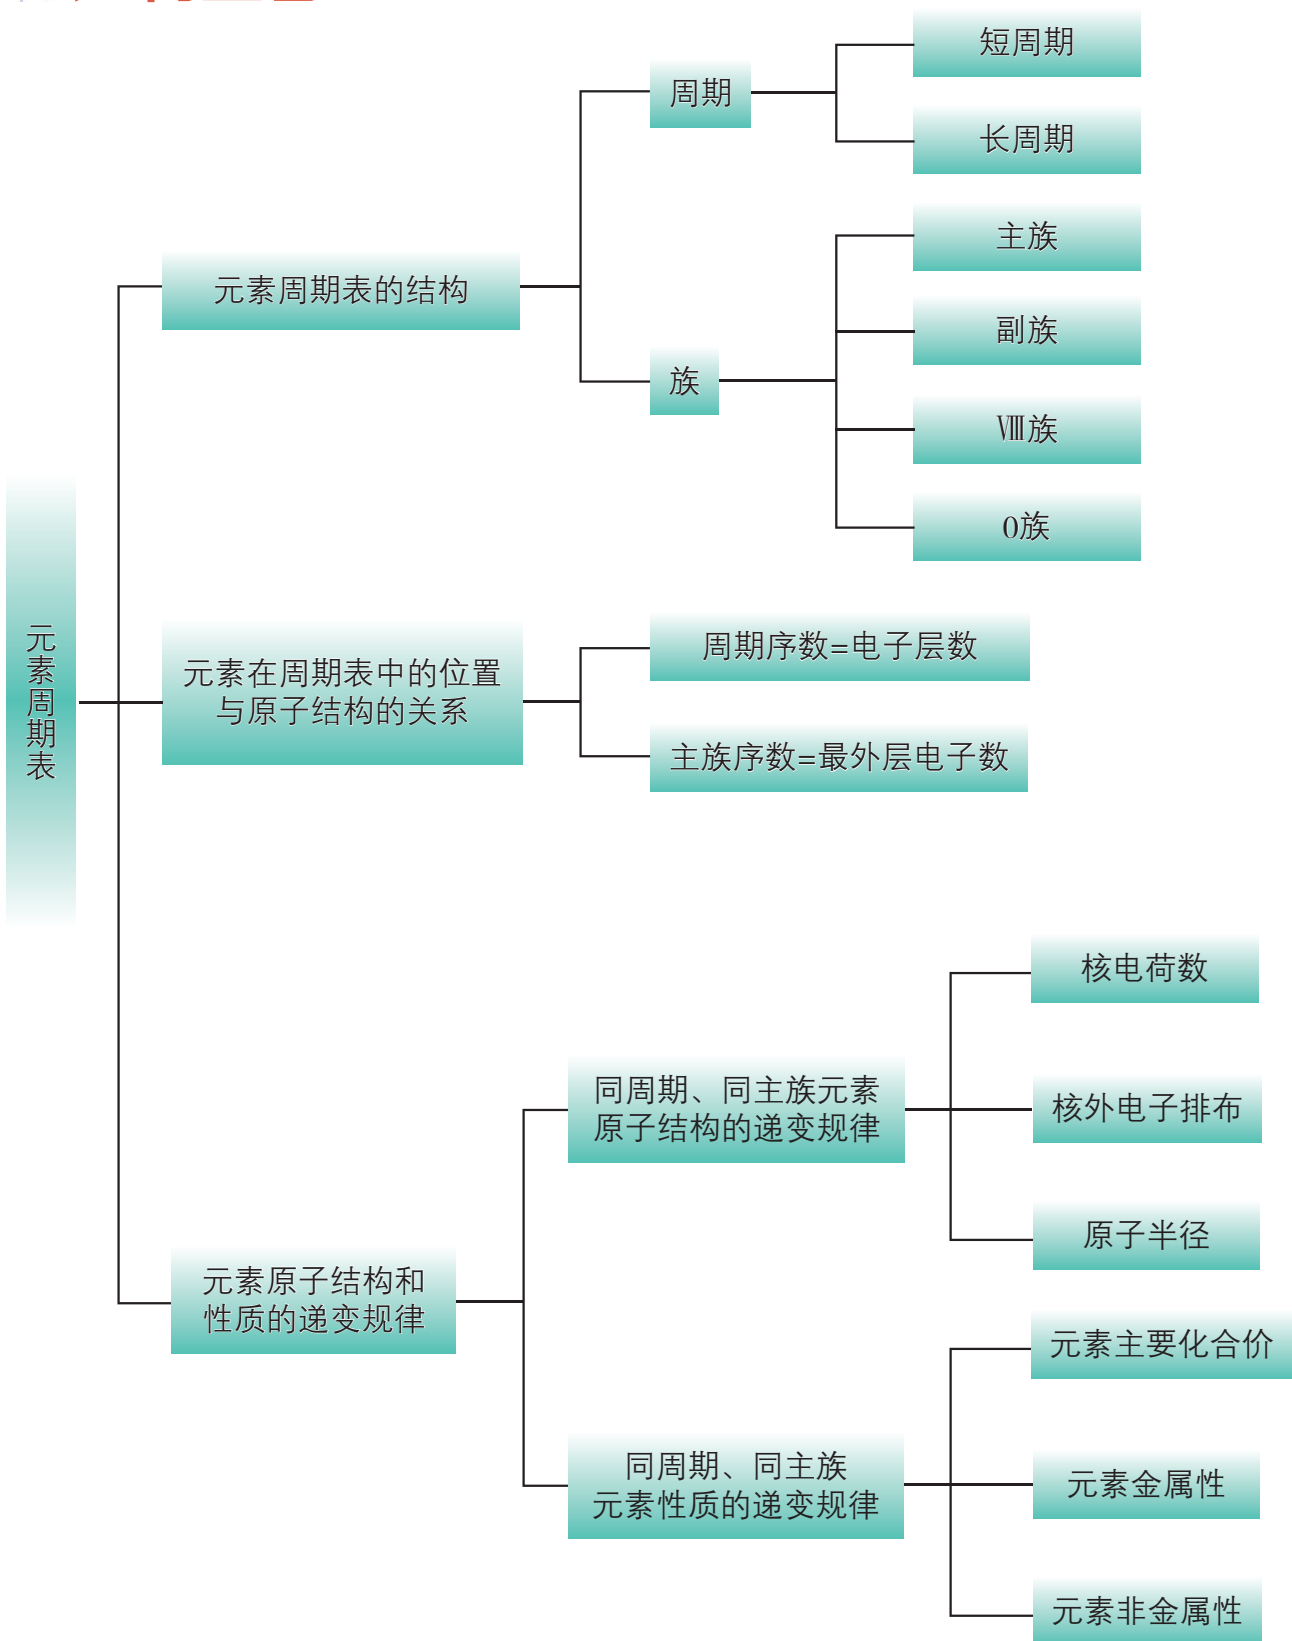 元素周期表
元素周期表的结构
周期
短周期
长周期
族
主族
副族
Ⅷ族
0族
元素在周期表中的位置
与原子结构的关系
周期序数=电子层数
主族序数=最外层电子数
元素原子结构和
性质的递变规律
同周期、同主族元素
原子结构的递变规律
核电荷数
核外电子排布
原子半径
同周期、同主族
元素性质的递变规律
元素主要化合价
元素金属性
元素非金属性